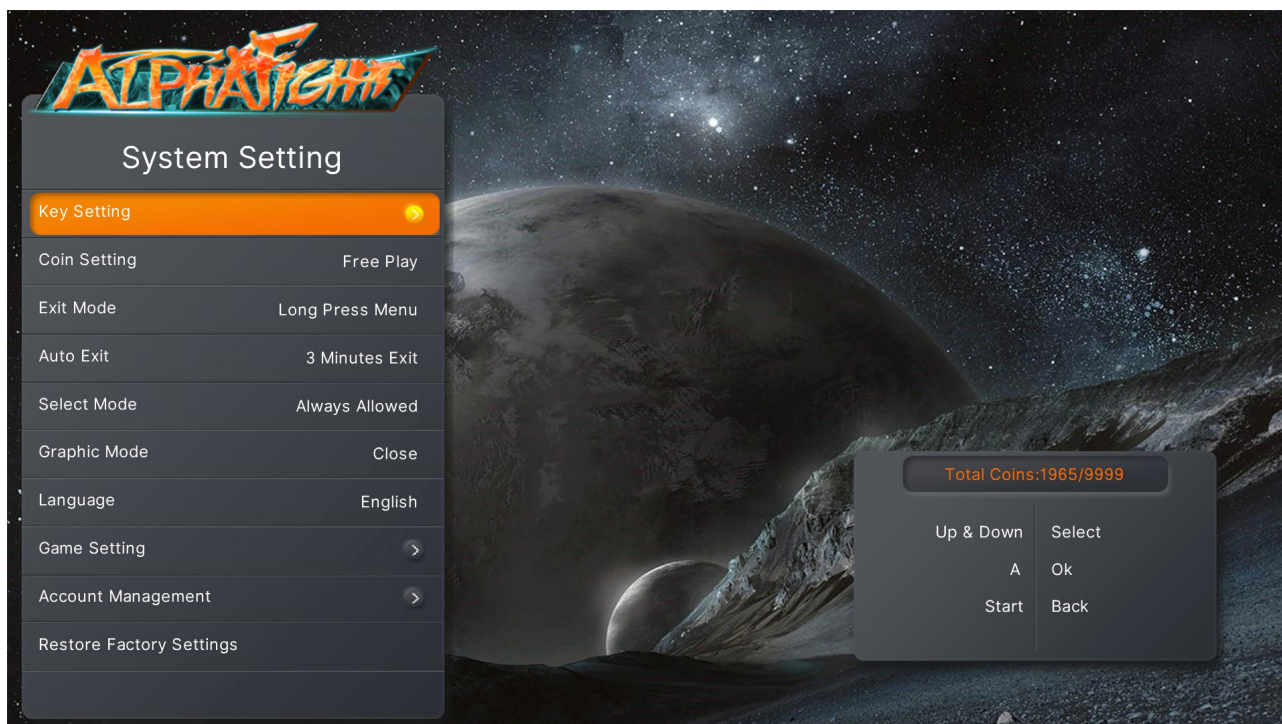 ALPHAFIGHT
System Setting
Key Setting
Coin Setting Free Play
Exit Mode Long Press Menu
Auto Exit 3 Minutes Exit
Select Mode Always Allowed
Graphic Mode Close
Language English
Game Setting
Account Management
Restore Factory Settings
Total Coins:1965/9999
Up & Down Select
A Ok
Start Back